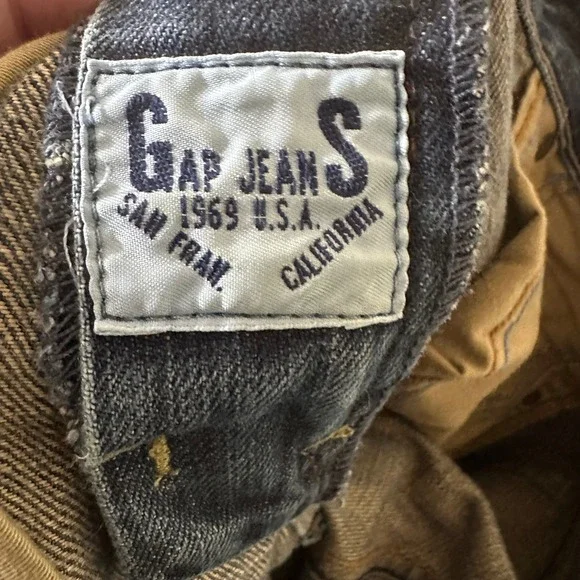 GAP JEANS
1969 U.S.A.
SAN FRAN.
CALIFORNIA